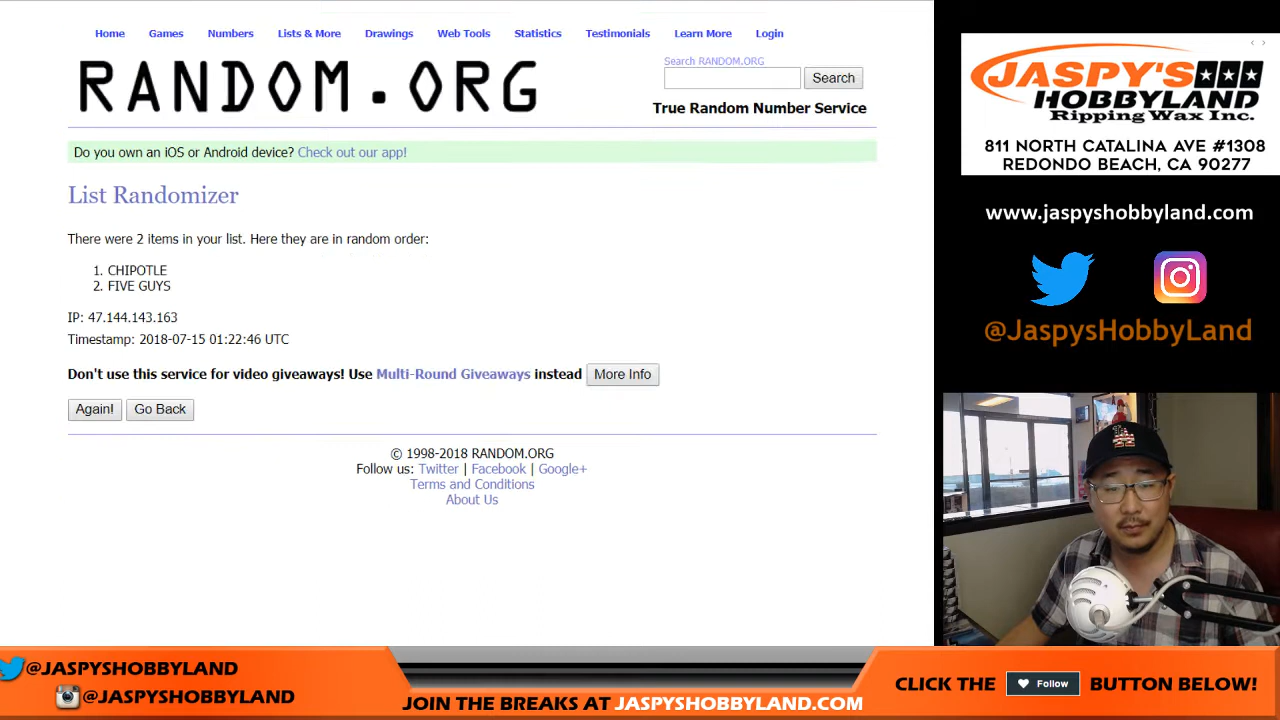 Home Games Numbers Lists & More Drawings Web Tools Statistics Testimonials Learn More Login
RANDOM.ORG
Search RANDOM.ORG
Search
True Random Number Service
Do you own an iOS or Android device? Check out our app!
List Randomizer
There were 2 items in your list. Here they are in random order:
1. CHIPOTLE
2. FIVE GUYS
IP: 47.144.143.163
Timestamp: 2018-07-15 01:22:46 UTC
Don't use this service for video giveaways! Use Multi-Round Giveaways instead More Info
Again! Go Back
© 1998-2018 RANDOM.ORG
Follow us: Twitter | Facebook | Google+
Terms and Conditions
About Us
JASPY'S
HOBBYLAND
Ripping Wax Inc.
811 NORTH CATALINA AVE #1308
REDONDO BEACH, CA 90277
www.jaspyshobbyland.com
@JaspysHobbyLand
LA
@JASPYSHOBBYLAND
@JASPYSHOBBYLAND
JOIN THE BREAKS AT JASPYSHOBBYLAND.COM
CLICK THE Follow BUTTON BELOW!